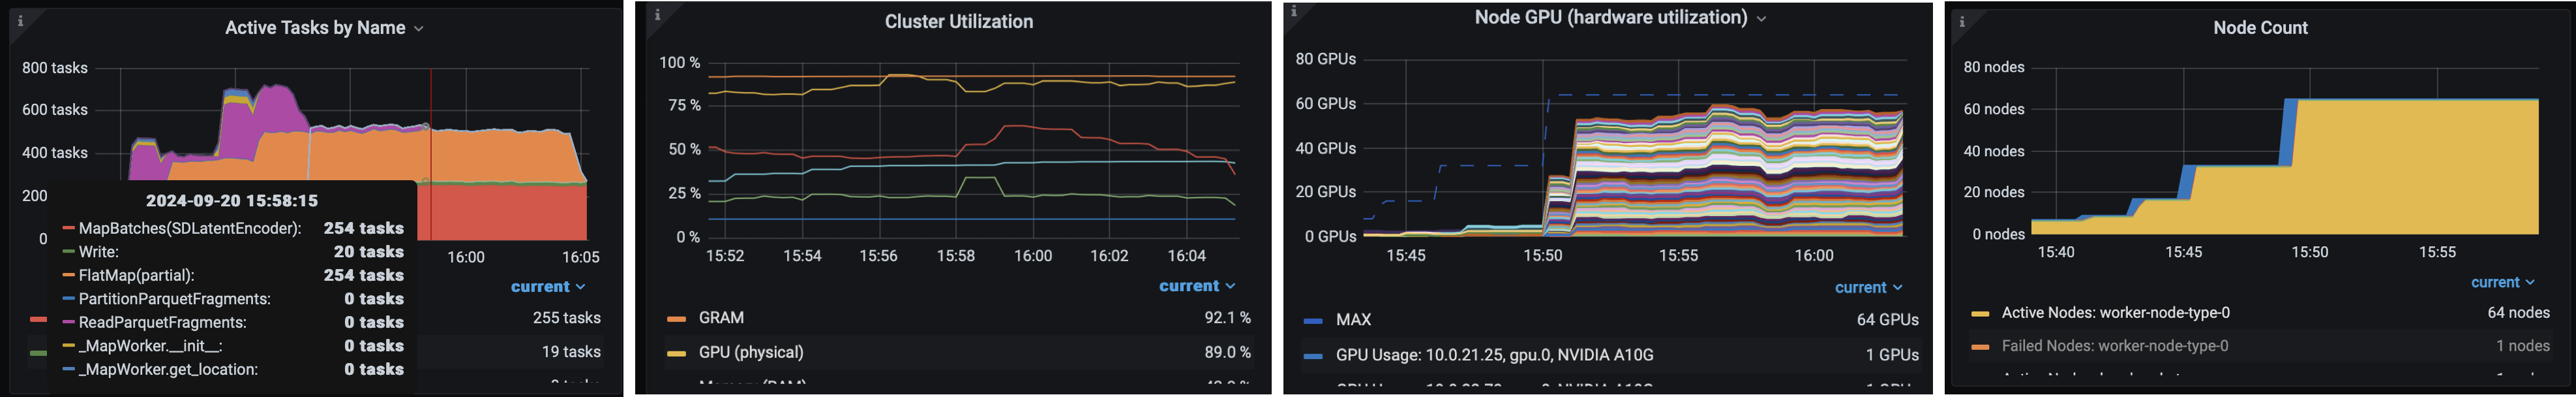 Active Tasks by Name
800 tasks
600 tasks
400 tasks
200
0
2024-09-20 15:58:15
MapBatches(SDLatentEncoder): 254 tasks
Write: 20 tasks
FlatMap(partial): 254 tasks
PartitionParquetFragments: 0 tasks
ReadParquetFragments: 0 tasks
_MapWorker.__init__: 0 tasks
_MapWorker.get_location: 0 tasks
16:00 16:05
current
255 tasks
19 tasks
Cluster Utilization
100 %
75 %
50 %
25 %
0 %
15:52 15:54 15:56 15:58 16:00 16:02 16:04
current
GRAM 92.1 %
GPU (physical) 89.0 %
Node GPU (hardware utilization)
80 GPUs
60 GPUs
40 GPUs
20 GPUs
0 GPUs
15:45 15:50 15:55 16:00
current
MAX 64 GPUs
GPU Usage: 10.0.21.25, gpu.0, NVIDIA A10G 1 GPUs
Node Count
80 nodes
60 nodes
40 nodes
20 nodes
0 nodes
15:40 15:45 15:50 15:55
current
Active Nodes: worker-node-type-0 64 nodes
Failed Nodes: worker-node-type-0 1 nodes